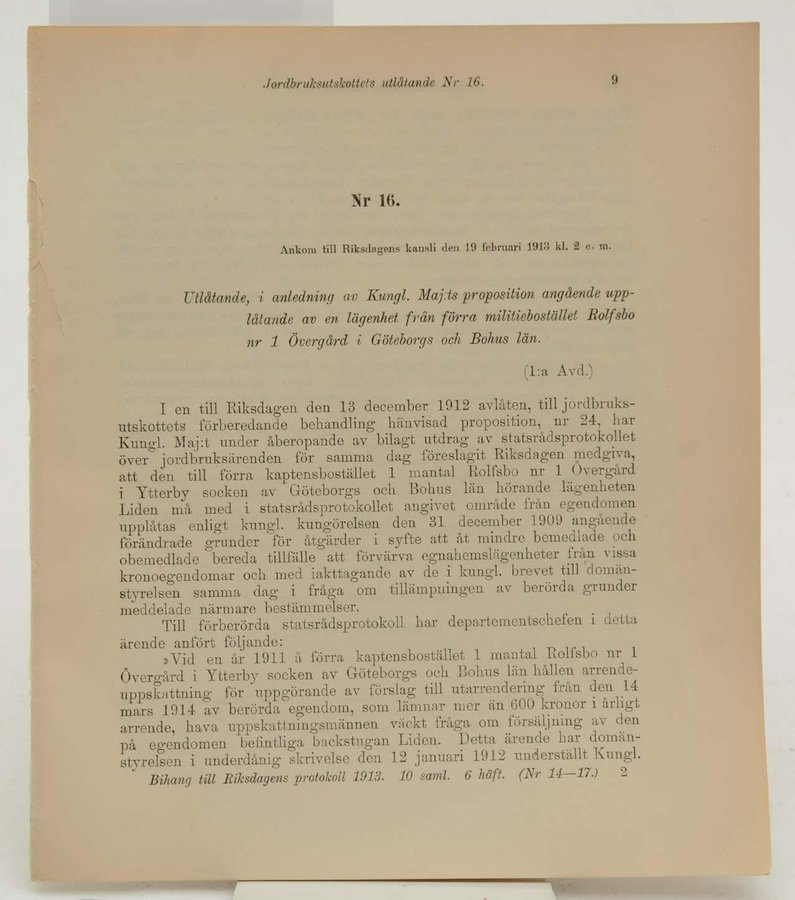 Jordbruksutskottets utlåtande Nr 16. 9
Nr 16.
Ankom till Riksdagens kansli den 19 februari 1913 kl. 2 e. m.
Utlåtande, i anledning av Kungl. Maj:ts proposition angående upp-
låtande av en lägenhet från förra militiebostället Rolfsbo
nr 1 Övergård i Göteborgs och Bohus län.
(1:a Avd.)
I en till Riksdagen den 13 december 1912 avlåten, till jordbruks-
utskottets förberedande behandling hänvisad proposition, nr 24, har
Kungl. Maj:t under åberopande av bilagt utdrag av statsrådsprotokollet
över jordbruksärenden för samma dag föreslagit Riksdagen medgiva,
att den till förra kaptensbostället 1 mantal Rolfsbo nr 1 Övergård
i Ytterby socken av Göteborgs och Bohus län hörande lägenheten
Liden må med i statsrådsprotokollet angivet område från egendomen
upplåtas enligt kungl. kungörelsen den 31 december 1909 angående
förändrade grunder för åtgärder i syfte att åt mindre bemedlade och
obemedlade bereda tillfälle att förvärva egnahemslägenheter från vissa
kronoegendomar och med iakttagande av de i kungl. brevet till domän-
styrelsen samma dag i fråga om tillämpningen av berörda grunder
meddelade närmare bestämmelser.
Till förberörda statsrådsprotokoll har departementschefen i detta
ärende anfört följande:
»Vid en år 1911 å förra kaptensbostället 1 mantal Rolfsbo nr 1
Övergård i Ytterby socken av Göteborgs och Bohus län hållen arrende-
uppskattning för uppgörande av förslag till utarrendering från den 14
mars 1914 av berörda egendom, som lämnar mer än 600 kronor i årligt
arrende, hava uppskattningsmännen väckt fråga om försäljning av den
på egendomen befintliga backstugan Liden. Detta ärende har domän-
styrelsen i underdånig skrivelse den 12 januari 1912 underställt Kungl.
Bihang till Riksdagens protokoll 1913. 10 saml. 6 häft. (Nr 14—17.) 2